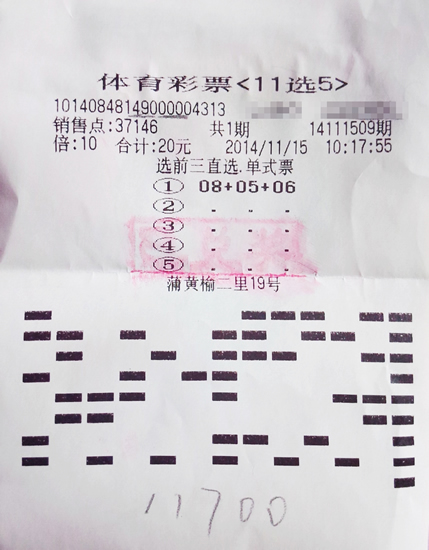 体育彩票<11选5>
10140848149000004313
销售点:37146 共1期 14111509期
倍:10 合计:20元 2014/11/15 10:17:55
选前三直选.单式票
① 08+05+06
② - - -
③ - - -
④ - - -
⑤ - - -
蒲黄榆二里19号
11700